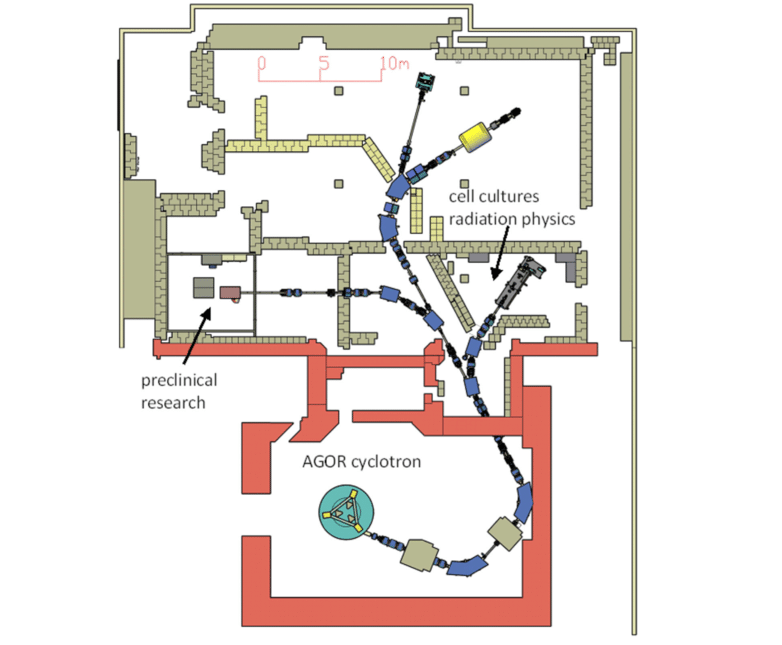 0 5 10m
cell cultures
radiation physics
preclinical
research
AGOR cyclotron